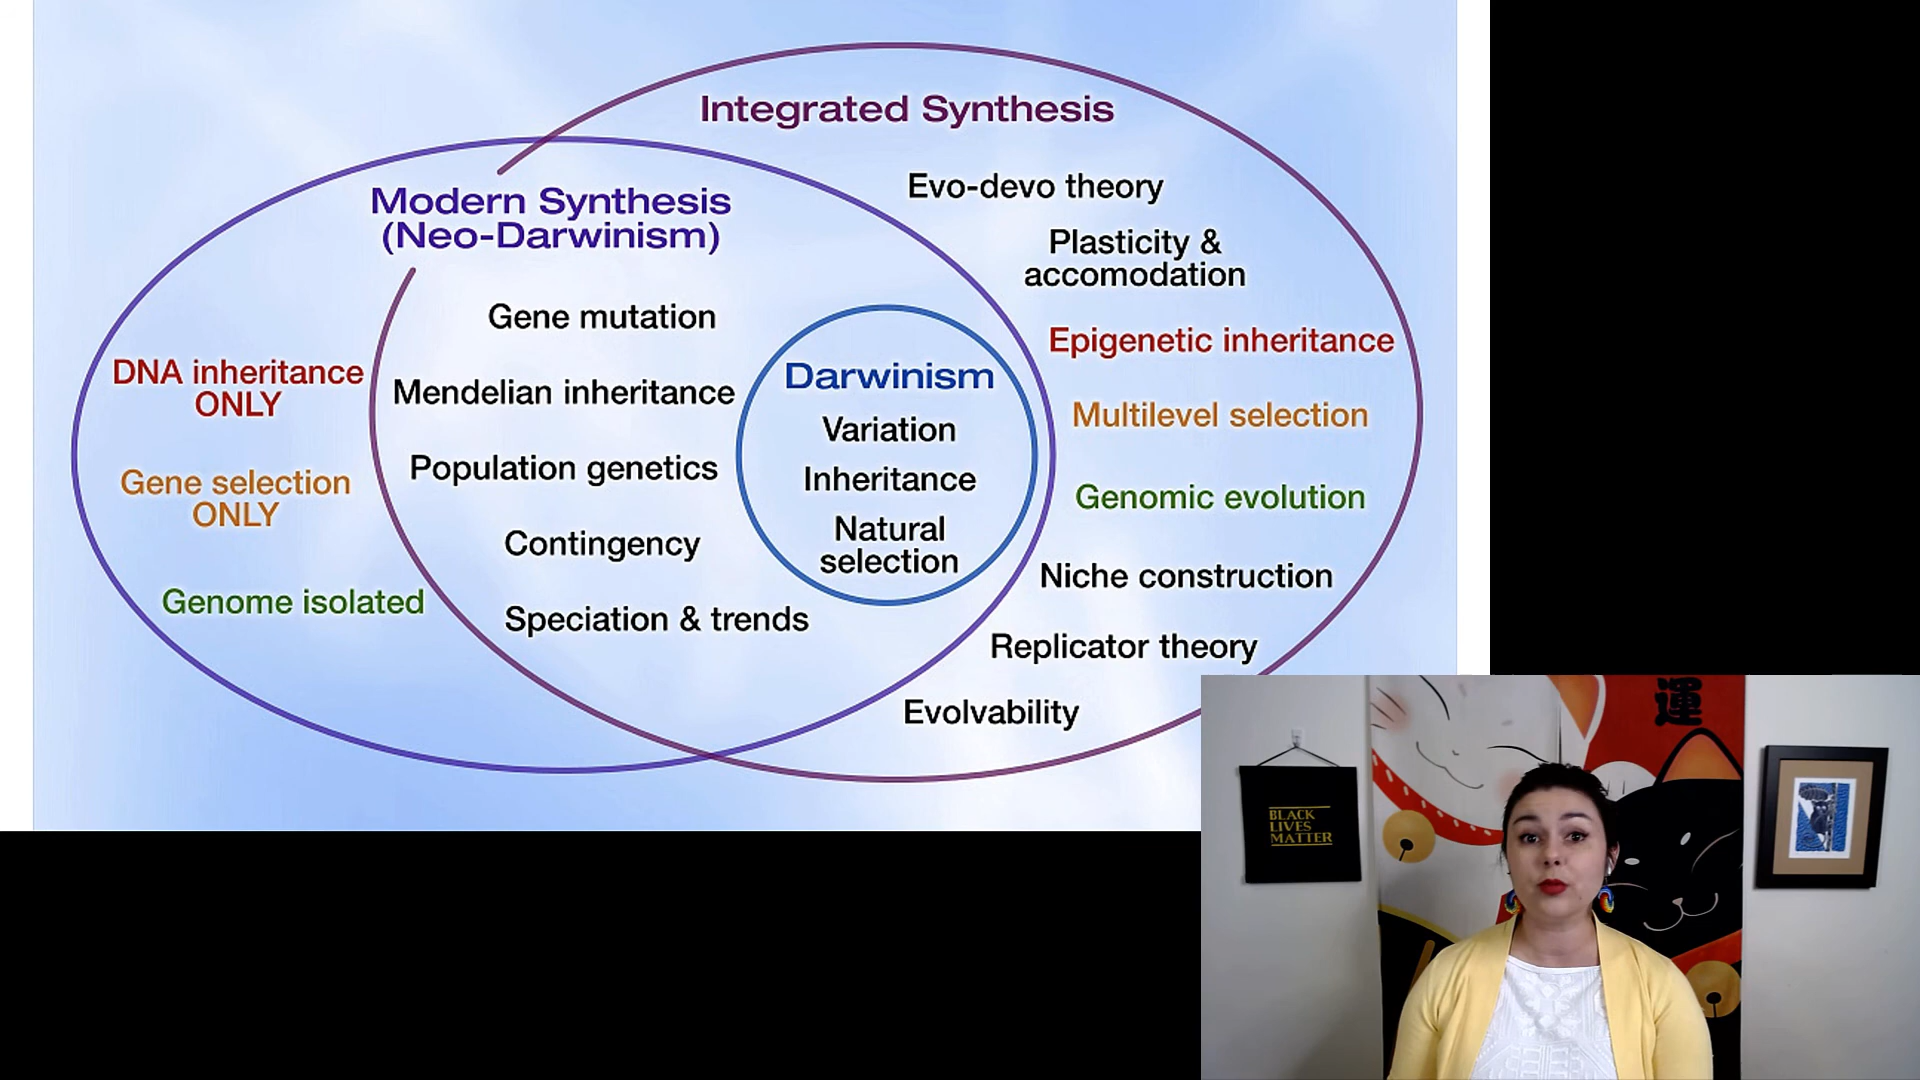 Integrated Synthesis
Modern Synthesis
(Neo-Darwinism)
Evo-devo theory
Plasticity &
accomodation
Gene mutation
Epigenetic inheritance
DNA inheritance
ONLY
Mendelian inheritance
Darwinism
Multilevel selection
Variation
Population genetics
Inheritance
Gene selection
ONLY
Genomic evolution
Natural
selection
Contingency
Niche construction
Genome isolated
Speciation & trends
Replicator theory
Evolvability
運
BLACK
LIVES
MATTER